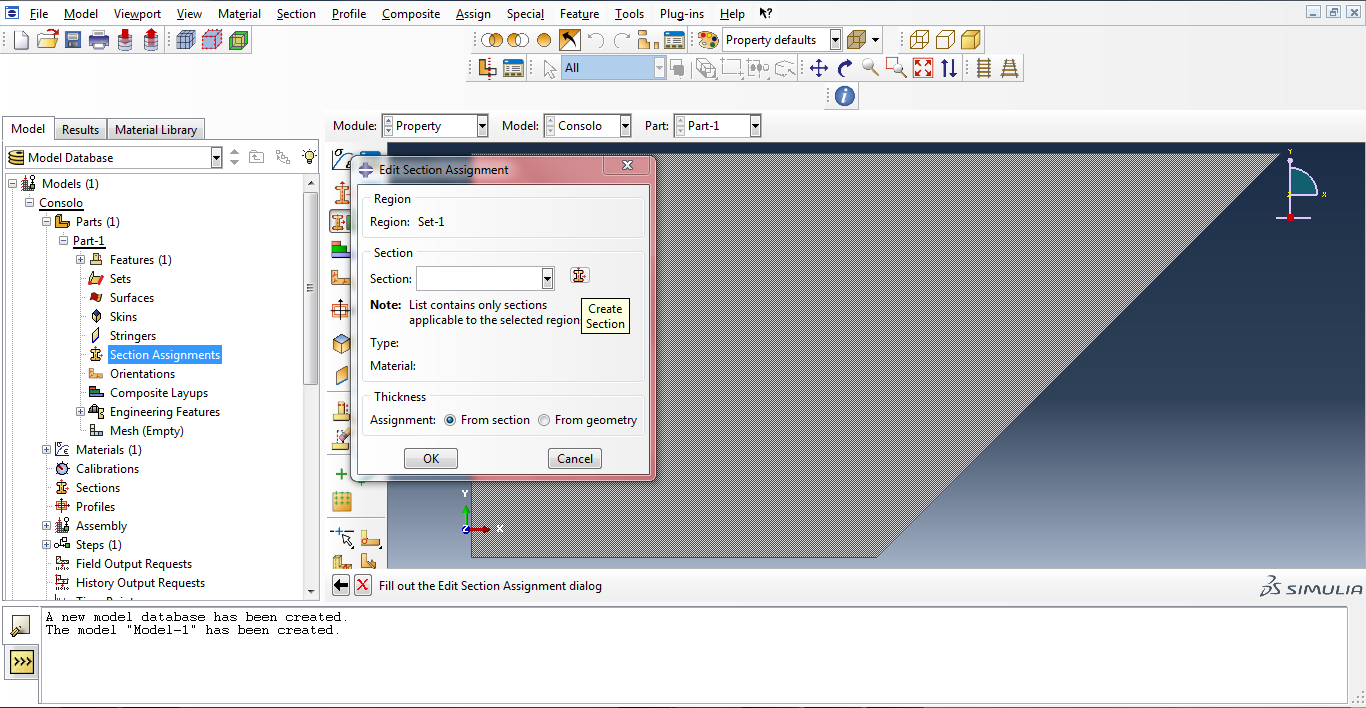 File Model Viewport View Material Section Profile Composite Assign Special Feature Tools Plug-ins Help
Property defaults
All
Model Results Material Library
Module: Property Model: Consolo Part: Part-1
Model Database
Models (1)
Consolo
Parts (1)
Part-1
Features (1)
Sets
Surfaces
Skins
Stringers
Section Assignments
Orientations
Composite Layups
Engineering Features
Mesh (Empty)
Materials (1)
Calibrations
Sections
Profiles
Assembly
Steps (1)
Field Output Requests
History Output Requests
Edit Section Assignment
Region
Region: Set-1
Section
Section:
Note: List contains only sections
applicable to the selected region
Create
Section
Type:
Material:
Thickness
Assignment: From section From geometry
OK Cancel
Y
X
Y
Z
X
Fill out the Edit Section Assignment dialog
SIMULIA
A new model database has been created.
The model "Model-1" has been created.
>>>